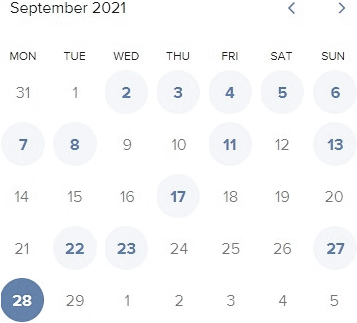 September 2021
MON TUE WED THU FRI SAT SUN
31 1 2 3 4 5 6
7 8 9 10 11 12 13
14 15 16 17 18 19 20
21 22 23 24 25 26 27
28 29 1 2 3 4 5